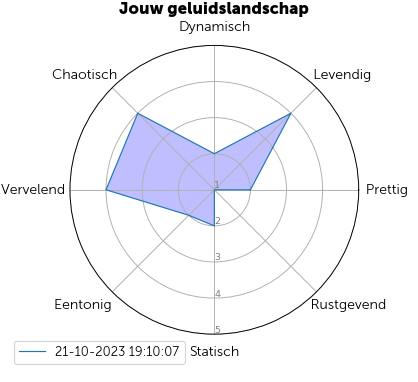 Jouw geluidslandschap
Dynamisch
Chaotisch
Levendig
Vervelend
1
Prettig
2
3
4
Eentonig
Rustgevend
5
21-10-2023 19:10:07
Statisch